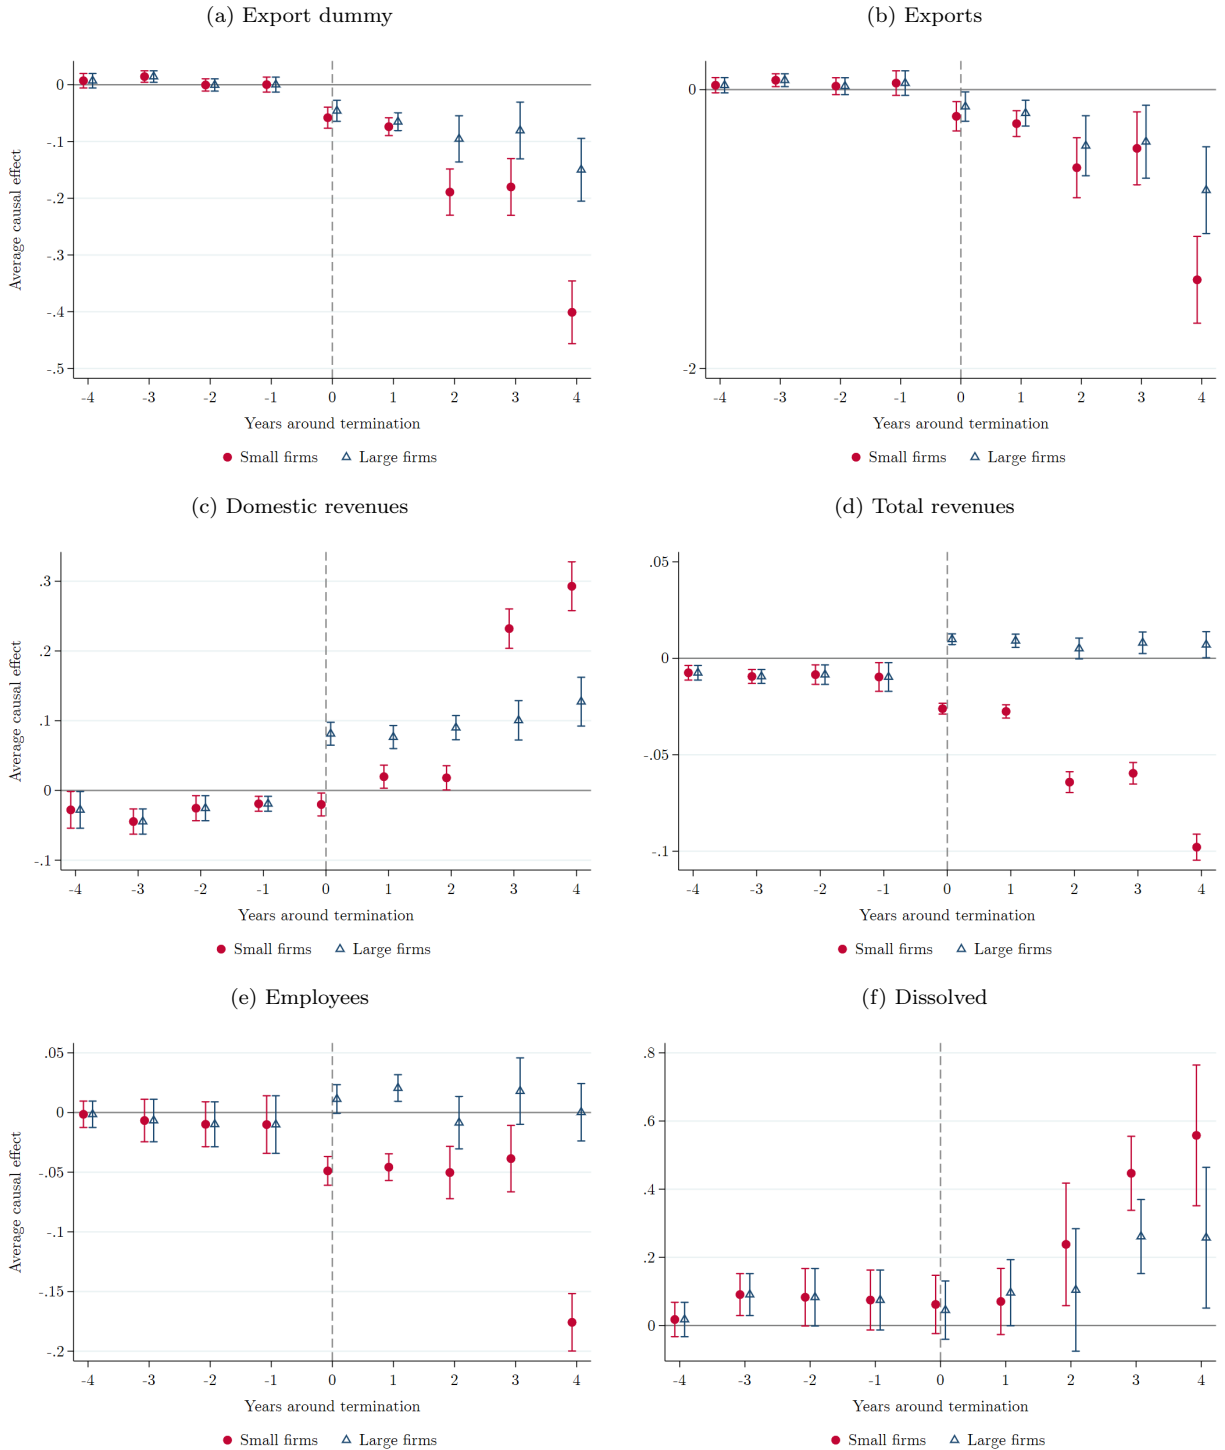 (a) Export dummy
Average causal effect
0
-.1
-.2
-.3
-.4
-.5
-4 -3 -2 -1 0 1 2 3 4
Years around termination
Small firms Large firms
(b) Exports
0
-2
-4 -3 -2 -1 0 1 2 3 4
Years around termination
Small firms Large firms
(c) Domestic revenues
Average causal effect
.3
.2
.1
0
-.1
-4 -3 -2 -1 0 1 2 3 4
Years around termination
Small firms Large firms
(d) Total revenues
.05
0
-.05
-.1
-4 -3 -2 -1 0 1 2 3 4
Years around termination
Small firms Large firms
(e) Employees
Average causal effect
.05
0
-.05
-.1
-.15
-.2
-4 -3 -2 -1 0 1 2 3 4
Years around termination
Small firms Large firms
(f) Dissolved
.8
.6
.4
.2
0
-4 -3 -2 -1 0 1 2 3 4
Years around termination
Small firms Large firms